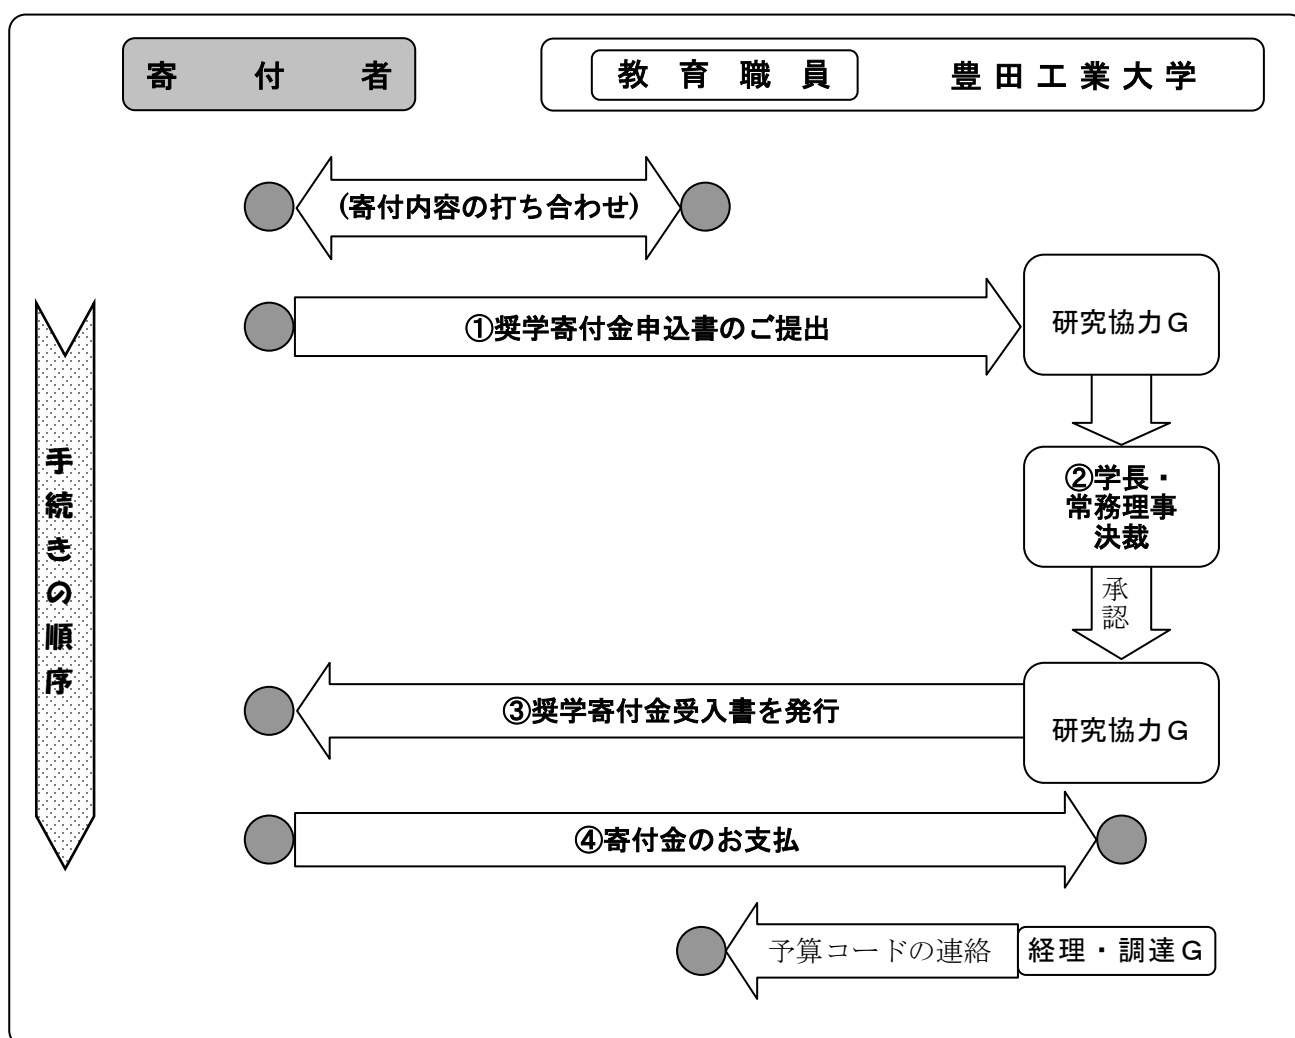 寄付者
教育職員 豊田工業大学
(寄付内容の打ち合わせ)
①奨学寄付金申込書のご提出
研究協力G
②学長・
常務理事
決裁
承認
③奨学寄付金受入書を発行
研究協力G
④寄付金のお支払
予算コードの連絡
経理・調達G
手続きの順序